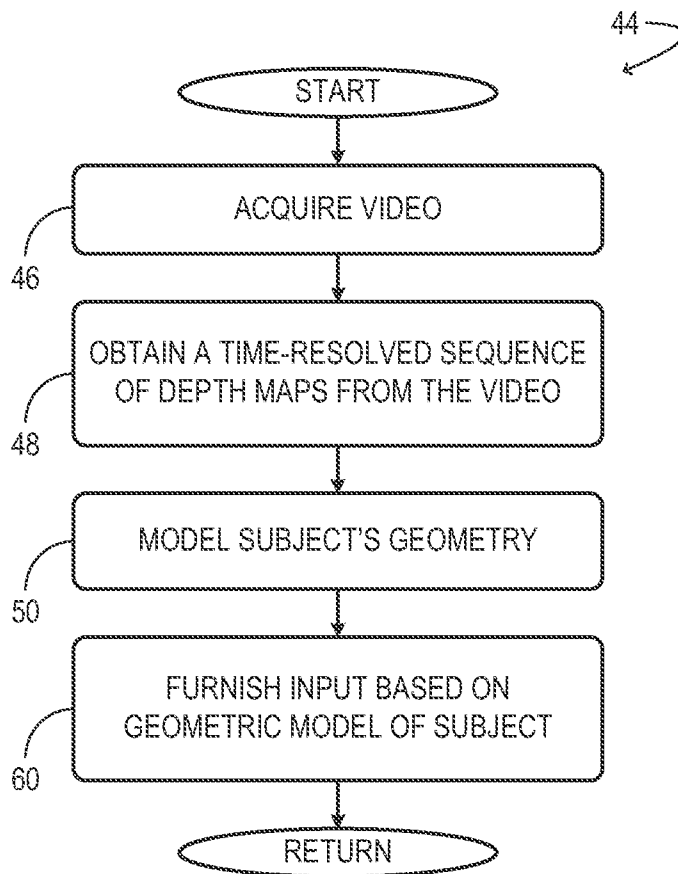 44
START
ACQUIRE VIDEO
46
OBTAIN A TIME-RESOLVED SEQUENCE
OF DEPTH MAPS FROM THE VIDEO
48
MODEL SUBJECT'S GEOMETRY
50
FURNISH INPUT BASED ON
GEOMETRIC MODEL OF SUBJECT
60
RETURN